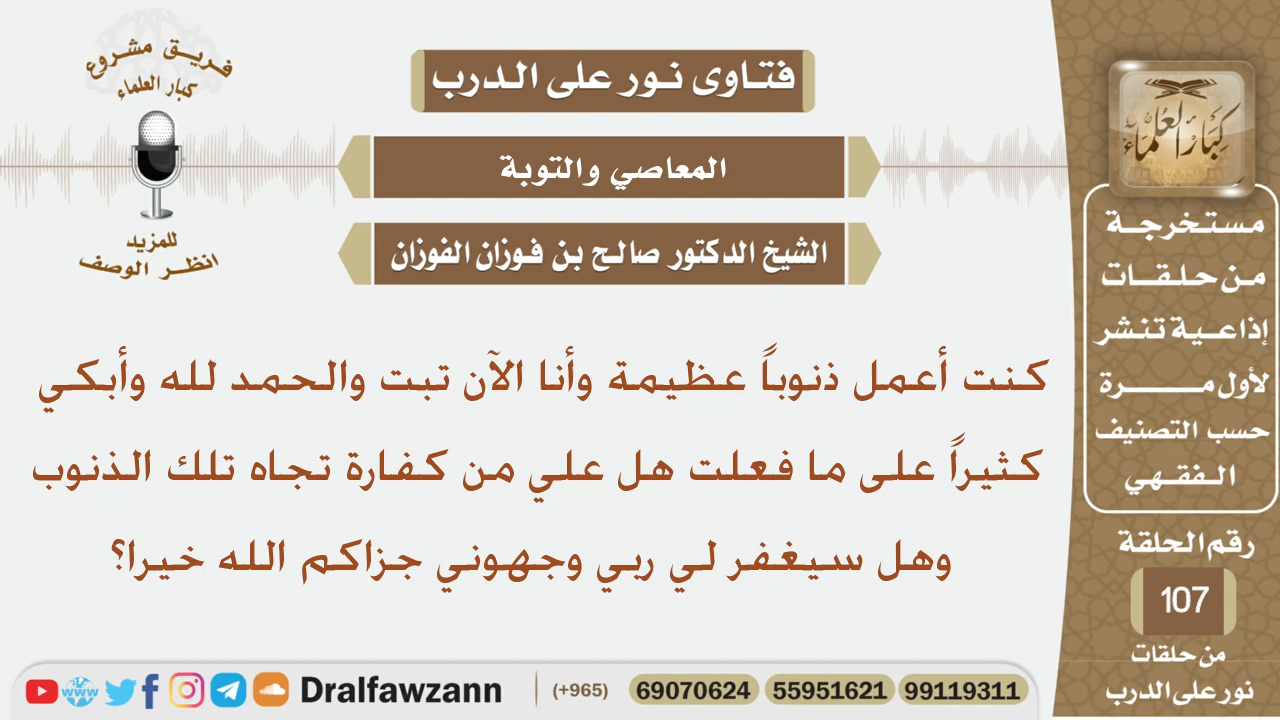 فريق مشروع
كبار العلماء
للمزيد
انظر الوصف
فتاوى نور على الدرب
المعاصي والتوبة
الشيخ الدكتور صالح بن فوزان الفوزان
كنت أعمل ذنوباً عظيمة وأنا الآن تبت والحمد لله وأبكي
كثيراً على ما فعلت هل علي من كفارة تجاه تلك الذنوب
وهل سيغفر لي ربي وجهوني جزاكم الله خيرا؟
كبار العلماء
مستخرجة
من حلقات
إذاعية تنشر
لأول مرة
حسب التصنيف
الفقهي
رقم الحلقة
107
من حلقات
نور على الدرب
www Dralfawzann (+965) 69070624 55951621 99119311